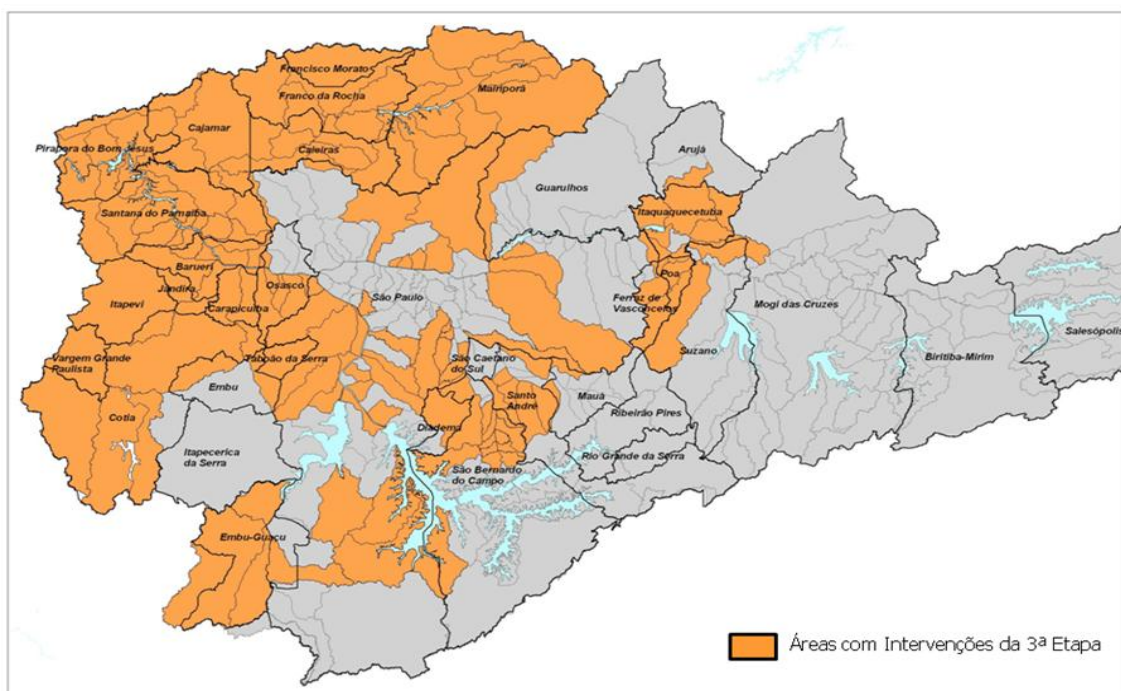 Francisco Morato
Franco da Rocha
Mairiporã
Cajamar
Pirapora do Bom Jesus
Caieiras
Arujá
Guarulhos
Santana do Parnaíba
Itaquaquecetuba
Barueri
Jandira
Osasco
Poa
Itapevi
Carapicuiba
São Paulo
Ferraz de
Vasconcelos
Mogi das Cruzes
Salesópolis
Suzano
Biritiba-Mirim
Vargem Grande
Paulista
Taboão da Serra
São Caetano
do Sul
Embu
Santo
André
Mauá
Cotia
Diadema
Ribeirão Pires
Itapecerica
da Serra
Rio Grande da Serra
São Bernardo
do Campo
Embu-Guaçu
Áreas com Intervenções da 3ª Etapa